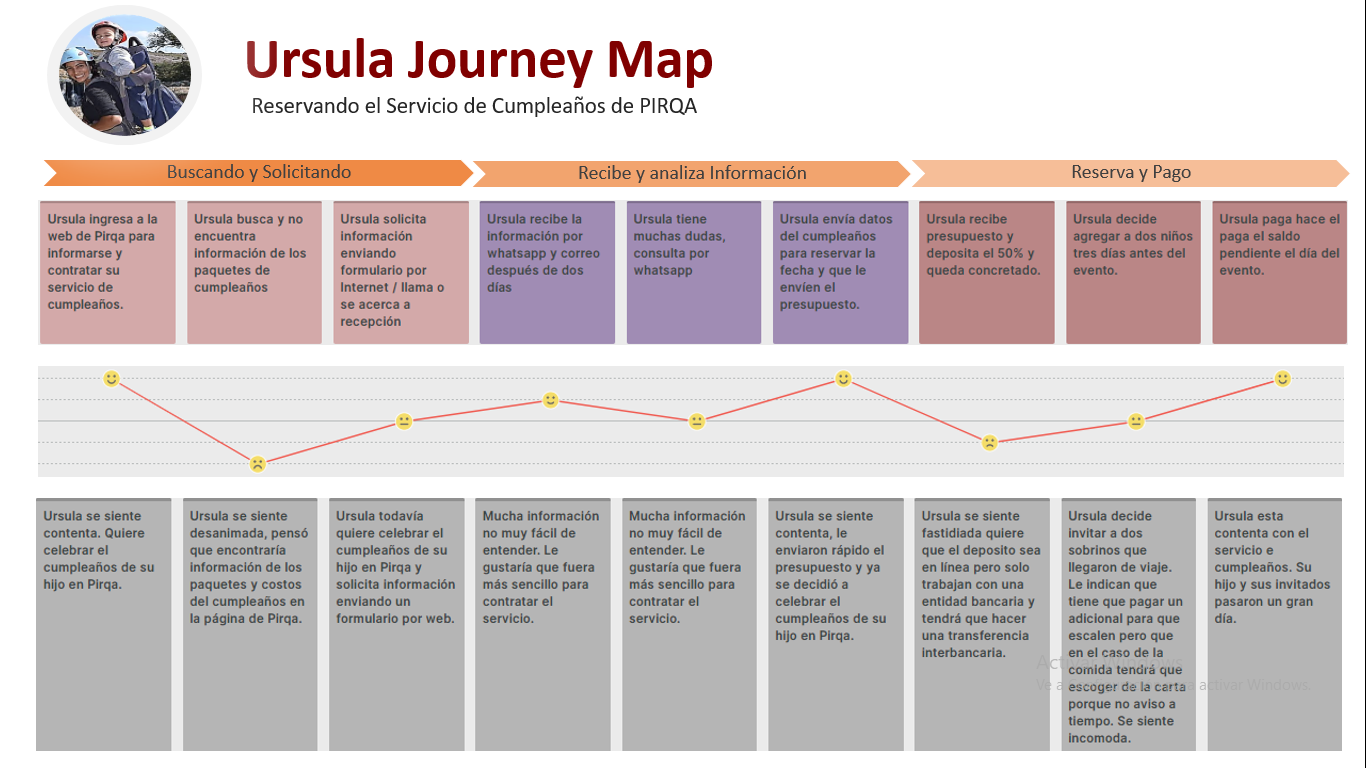 Ursula Journey Map
Reservando el Servicio de Cumpleaños de PIRQA
Buscando y Solicitando
Recibe y analiza Información
Reserva y Pago
Ursula ingresa a la
web de Pirqa para
informarse y
contratar su
servicio de
cumpleaños.
Ursula busca y no
encuentra
información de los
paquetes de
cumpleaños
Ursula solicita
información
enviando
formulario por
Internet / llama o
se acerca a
recepción
Ursula recibe la
información por
whatsapp y correo
después de dos
días
Ursula tiene
muchas dudas,
consulta por
whatsapp
Ursula envía datos
del cumpleaños
para reservar la
fecha y que le
envíen el
presupuesto.
Ursula recibe
presupuesto y
deposita el 50% y
queda concretado.
Ursula decide
agregar a dos niños
tres días antes del
evento.
Ursula paga hace el
paga el saldo
pendiente el día del
evento.
Ursula se siente
contenta. Quiere
celebrar el
cumpleaños de su
hijo en Pirqa.
Ursula se siente
desanimada, pensó
que encontraría
información de los
paquetes y costos
del cumpleaños en
la página de Pirqa.
Ursula todavía
quiere celebrar el
cumpleaños de su
hijo en Pirqa y
solicita información
enviando un
formulario por web.
Mucha información
no muy fácil de
entender. Le
gustaría que fuera
más sencillo para
contratar el
servicio.
Mucha información
no muy fácil de
entender. Le
gustaría que fuera
más sencillo para
contratar el
servicio.
Ursula se siente
contenta, le
enviaron rápido el
presupuesto y ya
se decidió a
celebrar el
cumpleaños de su
hijo en Pirqa.
Ursula se siente
fastidiada quiere
que el deposito sea
en línea pero solo
trabajan con una
entidad bancaria y
tendrá que hacer
una transferencia
interbancaria.
Ursula decide
invitar a dos
sobrinos que
llegaron de viaje.
Le indican que
tiene que pagar un
adicional para que
escalen pero que
en el caso de la
comida tendrá que
escoger de la carta
porque no aviso a
tiempo. Se siente
incomoda.
Ursula esta
contenta con el
servicio e
cumpleaños. Su
hijo y sus invitados
pasaron un gran
día.
Activar Windows
Ve a activar Windows.